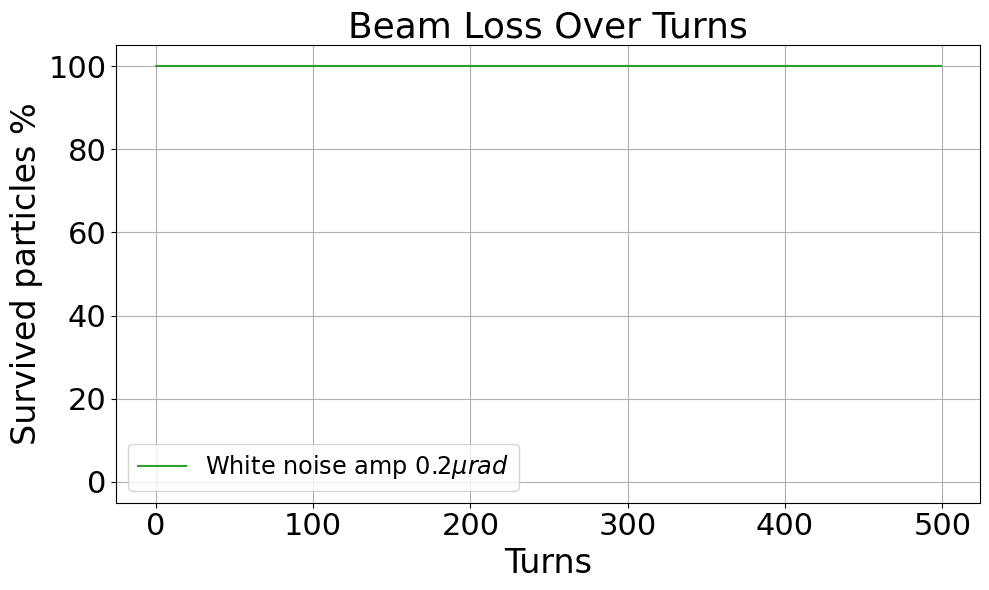 Beam Loss Over Turns
Survived particles %
100
80
60
40
20
0
White noise amp 0.2μrad
0 100 200 300 400 500
Turns